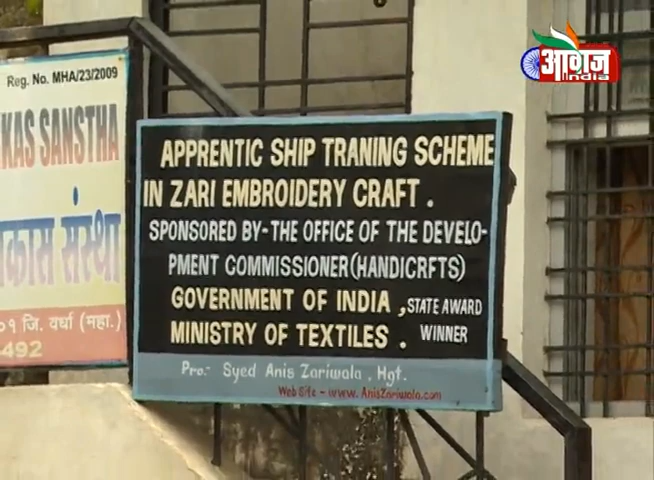 Reg. No. MHA/23/2009
KAS SANSTHA
कास संस्था
०१ जि. वर्धा (महा.)
492
APPRENTIC SHIP TRANING SCHEME
IN ZARI EMBROIDERY CRAFT .
SPONSORED BY-THE OFFICE OF THE DEVELO-
PMENT COMMISSIONER(HANDICRFTS)
GOVERNMENT OF INDIA , STATE AWARD
MINISTRY OF TEXTILES . WINNER
Pro:- Syed Anis Zariwala , Hgt.
Web Site - www.AnisZariwala.com
आवाज
India